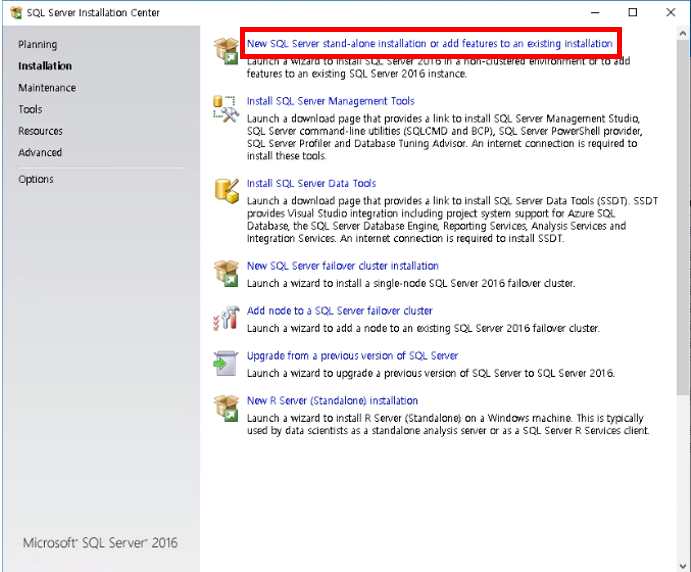 SQL Server Installation Center
Planning
Installation
Maintenance
Tools
Resources
Advanced
Options
New SQL Server stand-alone installation or add features to an existing installation
Launch a wizard to install SQL Server 2016 in a non-clustered environment or to add
features to an existing SQL Server 2016 instance.
Install SQL Server Management Tools
Launch a download page that provides a link to install SQL Server Management Studio,
SQL Server command-line utilities (SQLCMD and BCP), SQL Server PowerShell provider,
SQL Server Profiler and Database Tuning Advisor. An internet connection is required to
install these tools.
Install SQL Server Data Tools
Launch a download page that provides a link to install SQL Server Data Tools (SSDT). SSDT
provides Visual Studio integration including project system support for Azure SQL
Database, the SQL Server Database Engine, Reporting Services, Analysis Services and
Integration Services. An internet connection is required to install SSDT.
New SQL Server failover cluster installation
Launch a wizard to install a single-node SQL Server 2016 failover cluster.
Add node to a SQL Server failover cluster
Launch a wizard to add a node to an existing SQL Server 2016 failover cluster.
Upgrade from a previous version of SQL Server
Launch a wizard to upgrade a previous version of SQL Server to SQL Server 2016.
New R Server (Standalone) installation
Launch a wizard to install R Server (Standalone) on a Windows machine. This is typically
used by data scientists as a standalone analysis server or as a SQL Server R Services client.
Microsoft® SQL Server® 2016